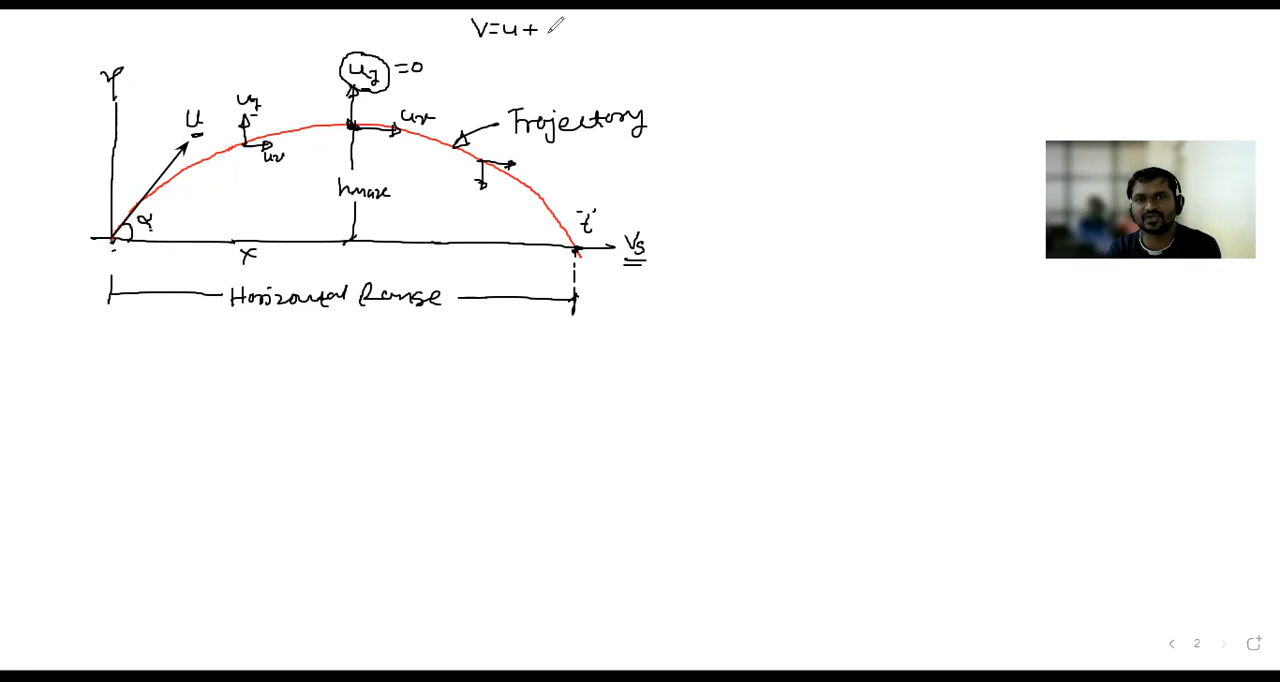 V=u+
Y
uy =0
uy
u
ux
Trajectory
ux
hmax
α
t
Vs
x
Horizontal Range
2